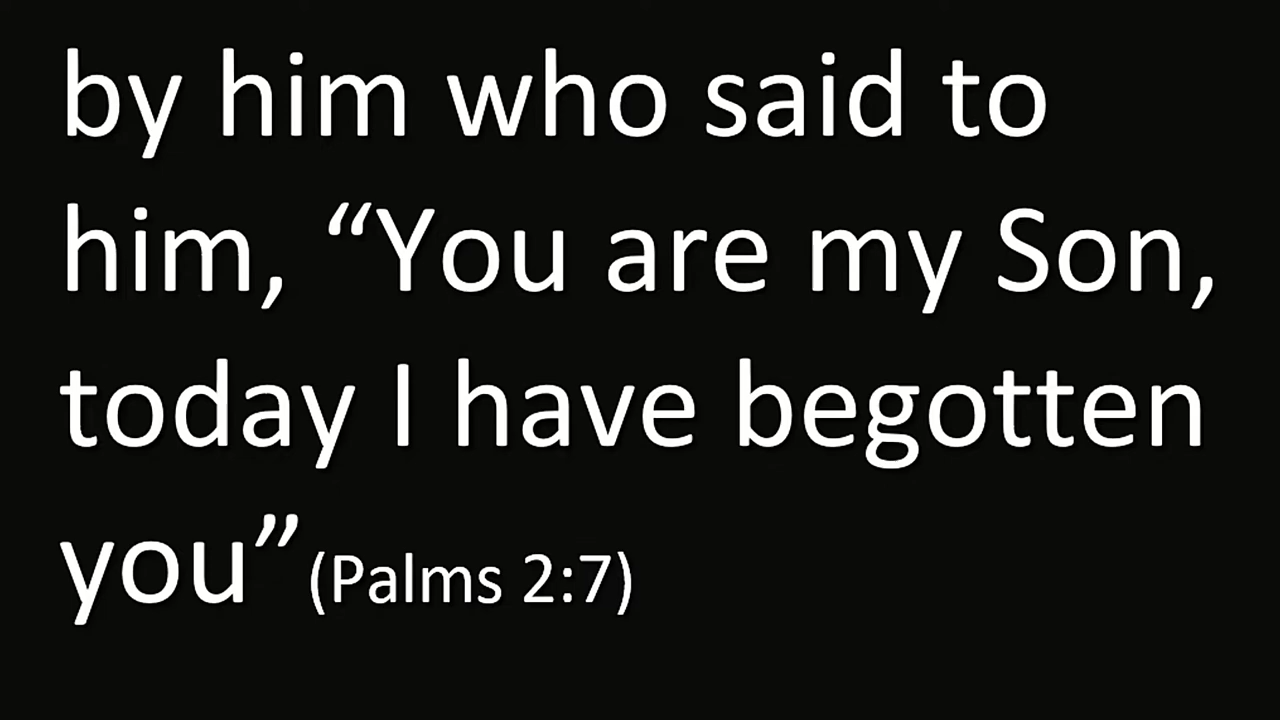 by him who said to
him, “You are my Son,
today I have begotten
you” (Palms 2:7)